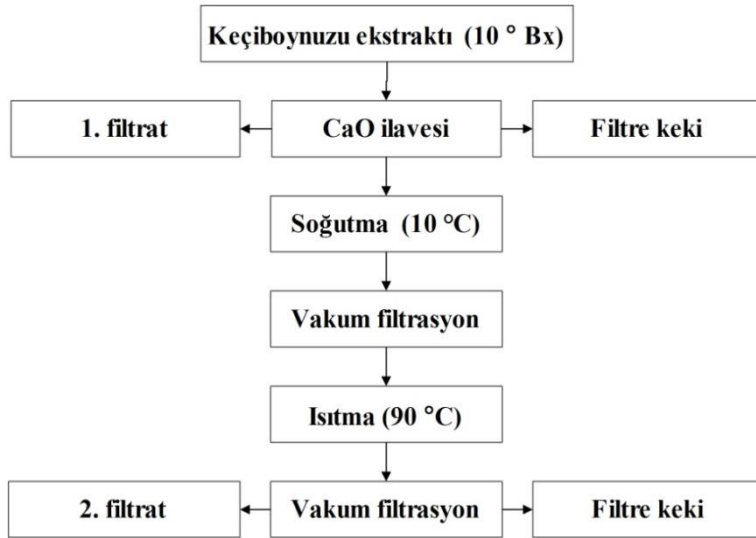 Keçiboynuzu ekstraktı (10 ° Bx)
1. filtrat
CaO ilavesi
Filtre keki
Soğutma (10 °C)
Vakum filtrasyon
Isıtma (90 °C)
2. filtrat
Vakum filtrasyon
Filtre keki